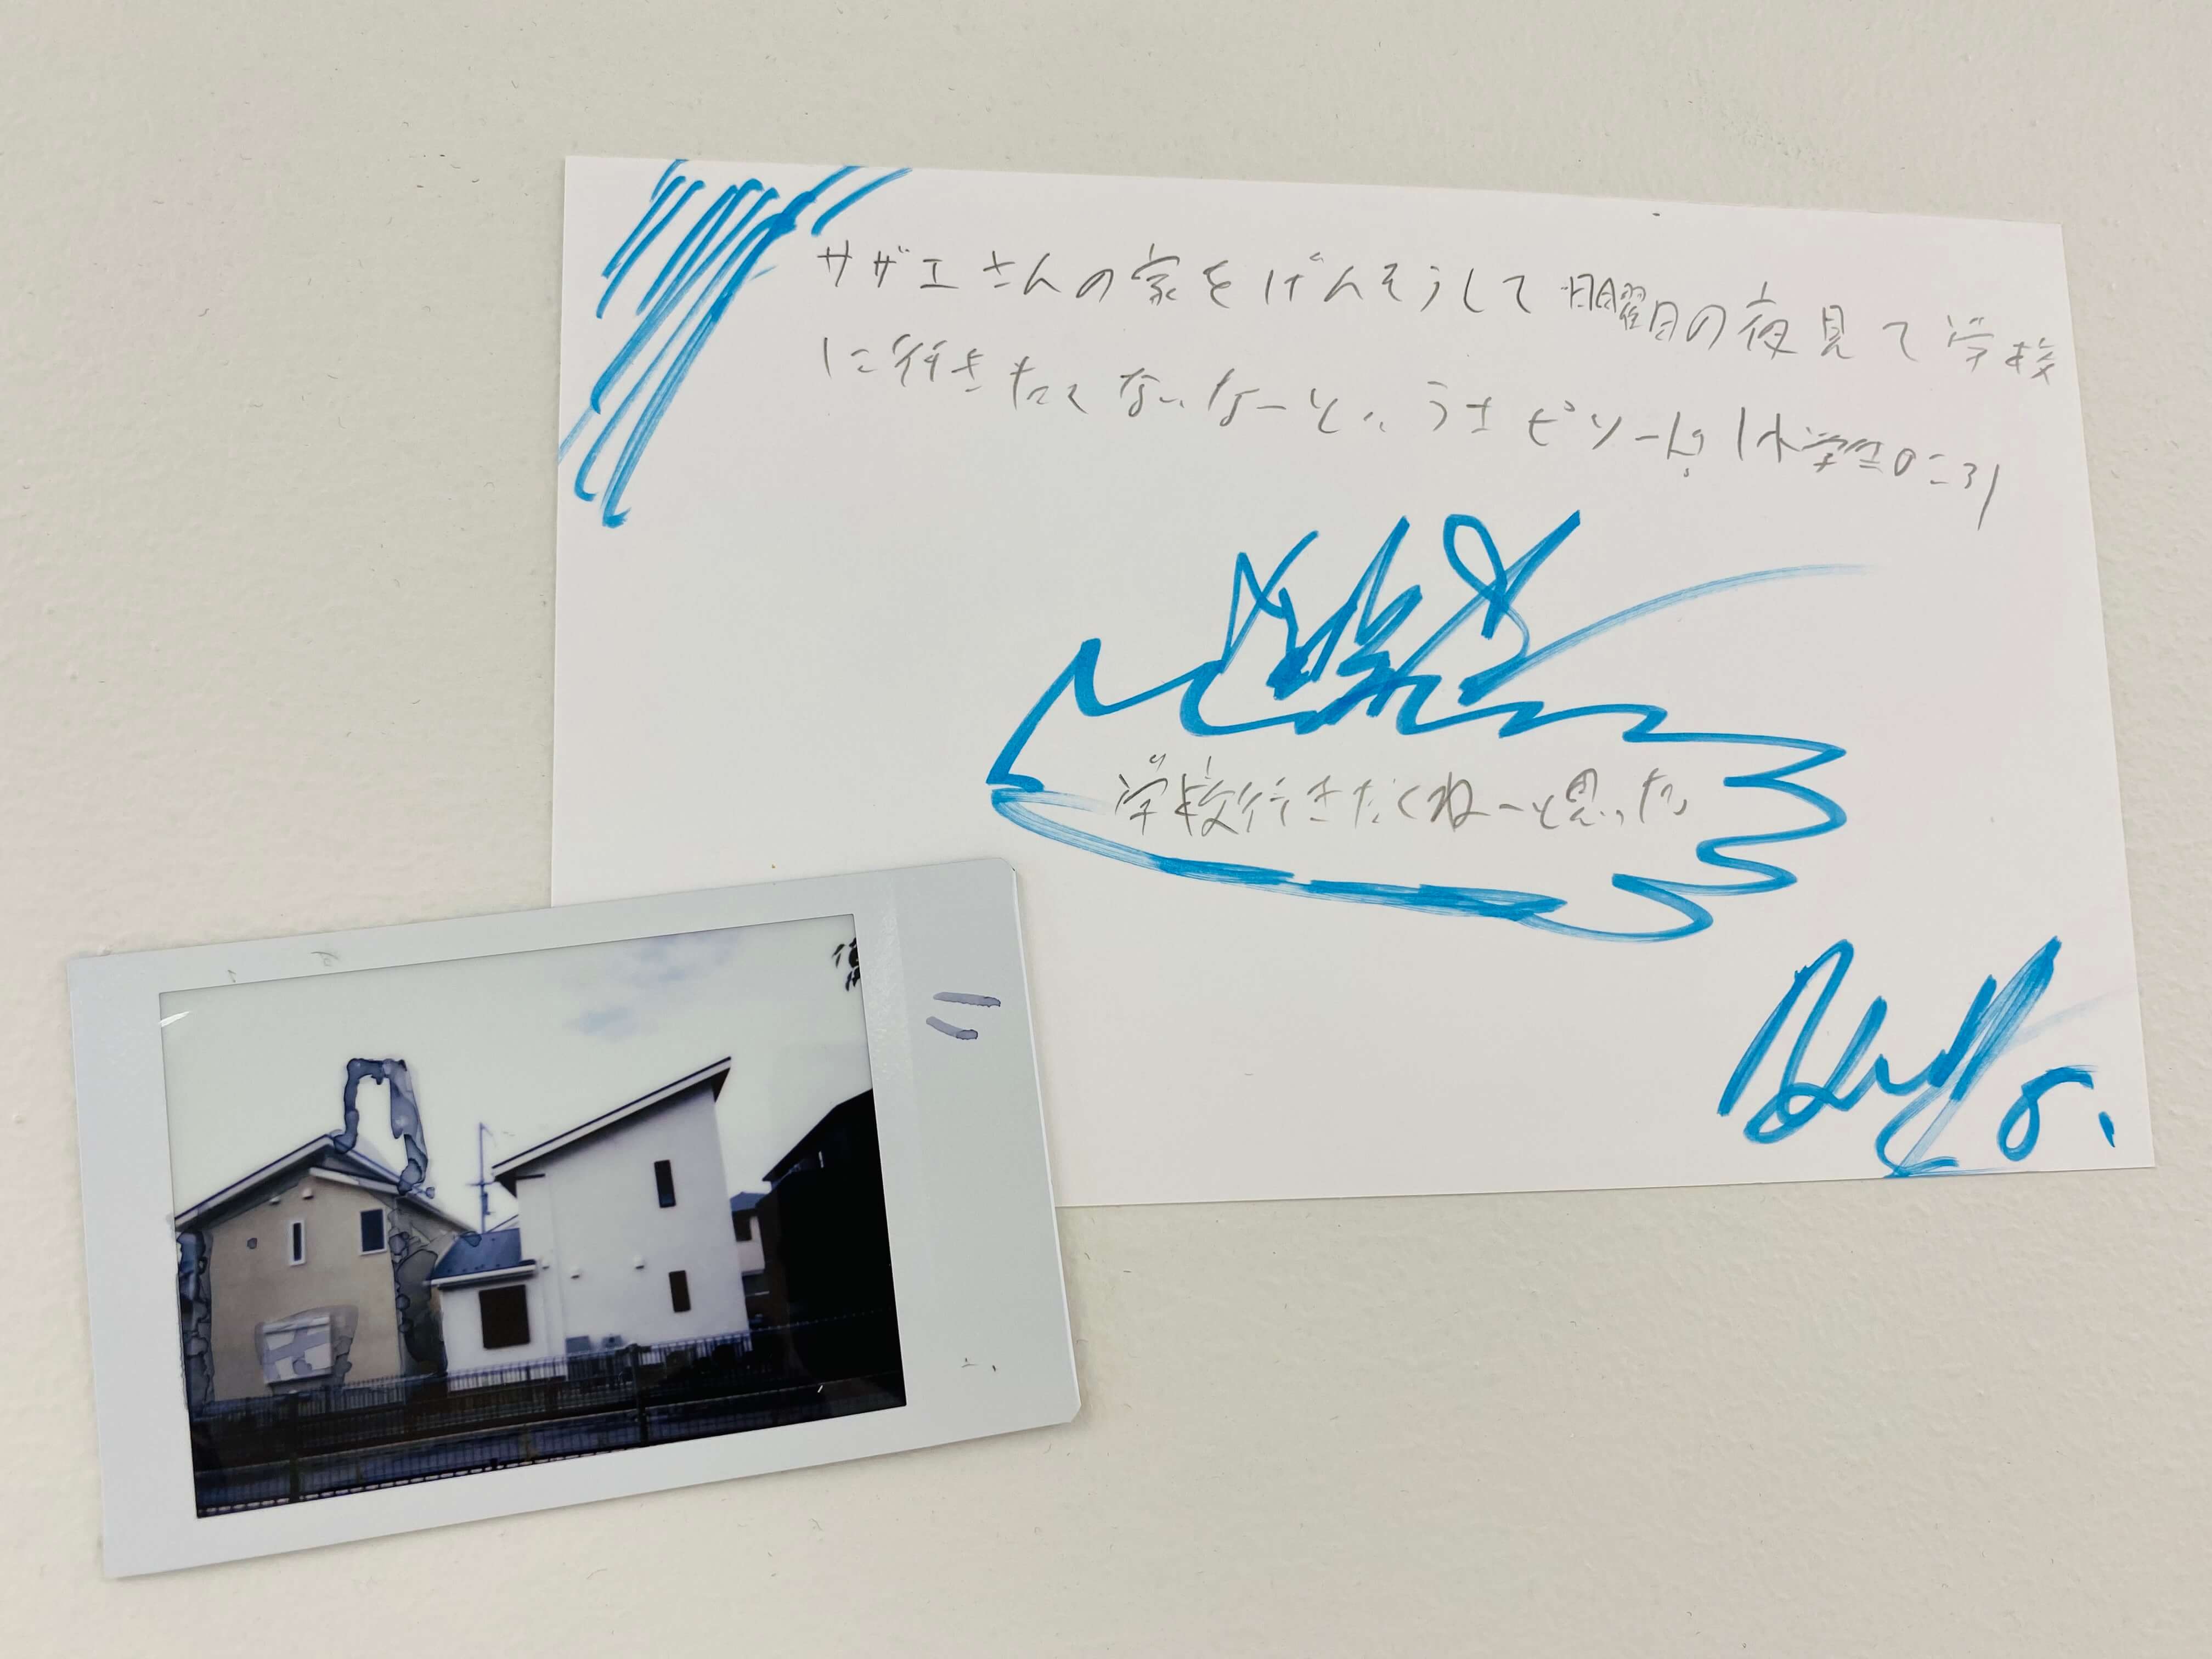 サザエさんの家をげんそうして日曜日の夜見て学校
に行きたくないなーというエピソード。小学生のころ
学校行きたくねーと思った。